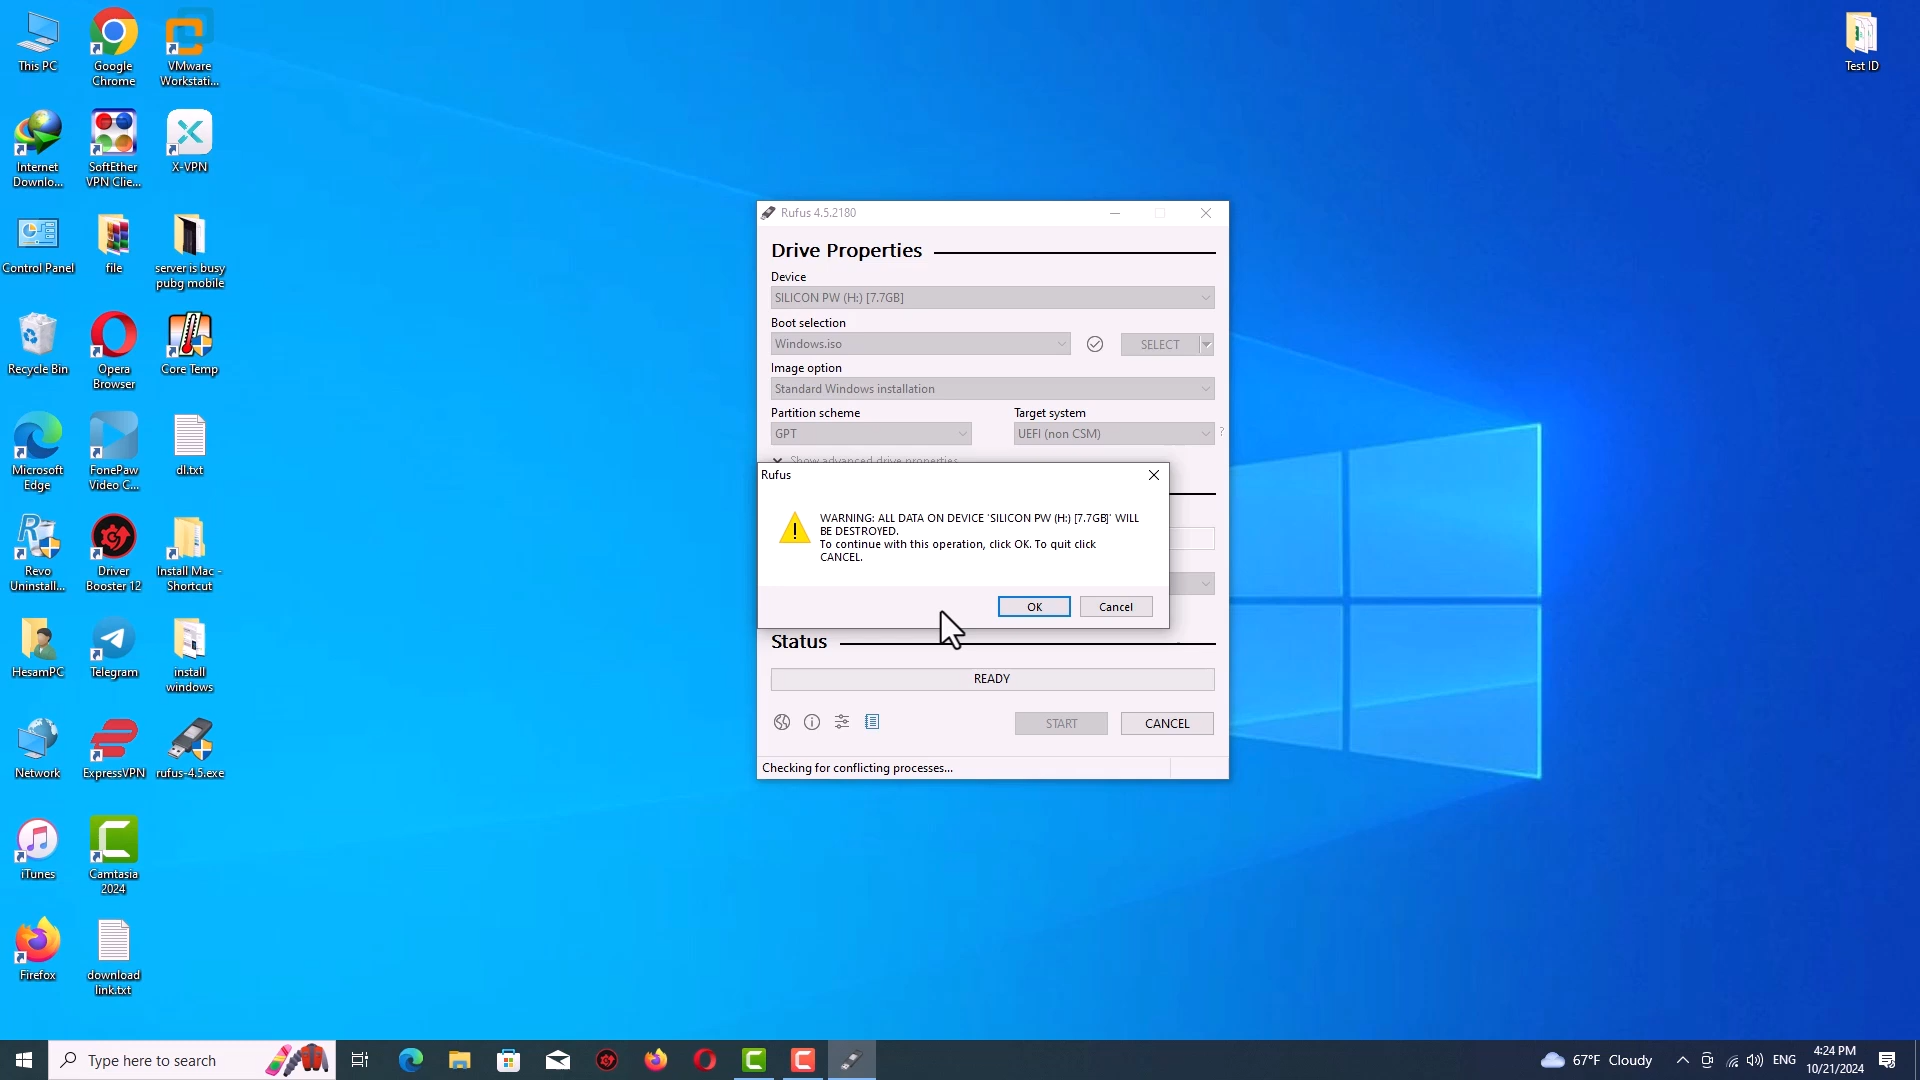 This PC
Google
Chrome
VMware
Workstati...
Test ID
Internet
Downlo...
SoftEther
VPN Clie...
X-VPN
Control Panel
file
server is busy
pubg mobile
Recycle Bin
Opera
Browser
Core Temp
Microsoft
Edge
FonePaw
Video C...
dl.txt
Revo
Uninstall...
Driver
Booster 12
Install Mac -
Shortcut
HesamPC
Telegram
install
windows
Network
ExpressVPN
rufus-4.5.exe
iTunes
Camtasia
2024
Firefox
download
link.txt
Rufus 4.5.2180
Drive Properties
Device
SILICON PW (H:) [7.7GB]
Boot selection
Windows.iso
SELECT
Image option
Standard Windows installation
Partition scheme
Target system
GPT
UEFI (non CSM)
?
Show advanced drive properties
Rufus
WARNING: ALL DATA ON DEVICE 'SILICON PW (H:) [7.7GB]' WILL
BE DESTROYED.
To continue with this operation, click OK. To quit click
CANCEL.
OK
Cancel
Status
READY
START
CANCEL
Checking for conflicting processes...
Type here to search
67°F Cloudy
ENG
4:24 PM
10/21/2024